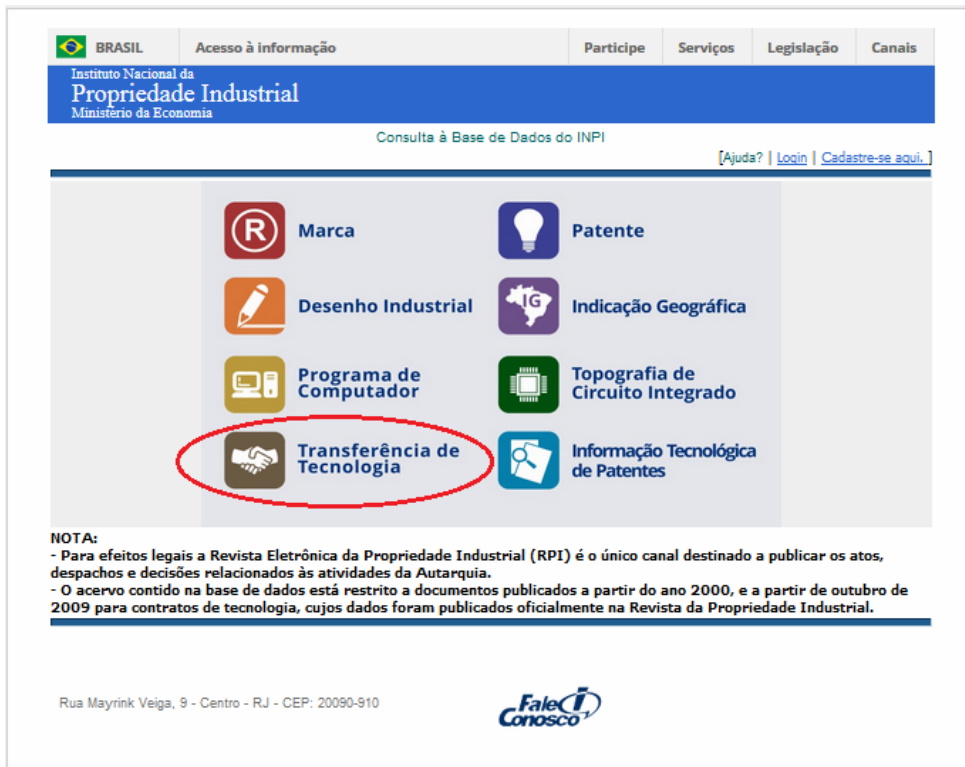 BRASIL Acesso à informação Participe Serviços Legislação Canais
Instituto Nacional da
Propriedade Industrial
Ministério da Economia
Consulta à Base de Dados do INPI
[Ajuda? | Login | Cadastre-se aqui. ]
R Marca Patente
Desenho Industrial IG Indicação Geográfica
Programa de Topografia de
Computador Circuito Integrado
Transferência de Informação Tecnológica
Tecnologia de Patentes
NOTA:
- Para efeitos legais a Revista Eletrônica da Propriedade Industrial (RPI) é o único canal destinado a publicar os atos,
despachos e decisões relacionados às atividades da Autarquia.
- O acervo contido na base de dados está restrito a documentos publicados a partir do ano 2000, e a partir de outubro de
2009 para contratos de tecnologia, cujos dados foram publicados oficialmente na Revista da Propriedade Industrial.
Rua Mayrink Veiga, 9 - Centro - RJ - CEP: 20090-910
Fale
Conosco